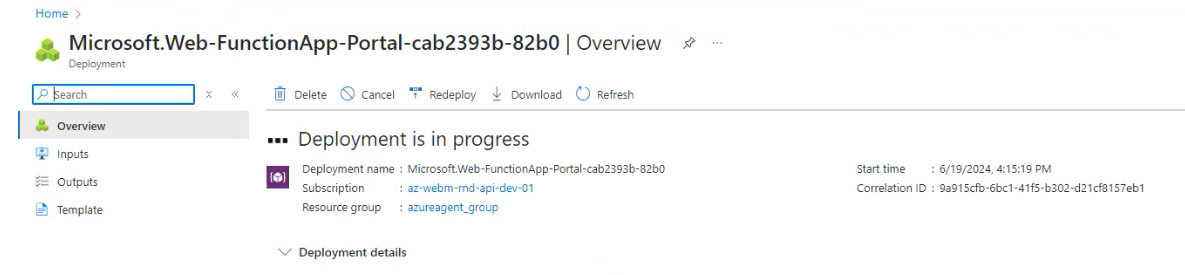 Home >
Microsoft.Web-FunctionApp-Portal-cab2393b-82b0 | Overview ...
Deployment
Search
Delete Cancel Redeploy Download Refresh
Overview
Inputs
Outputs
Template
Deployment is in progress
Deployment name : Microsoft.Web-FunctionApp-Portal-cab2393b-82b0
Subscription : az-webm-rnd-api-dev-01
Resource group : azureagent_group
Start time : 6/19/2024, 4:15:19 PM
Correlation ID : 9a915cfb-6bc1-41f5-b302-d21cf8157eb1
Deployment details